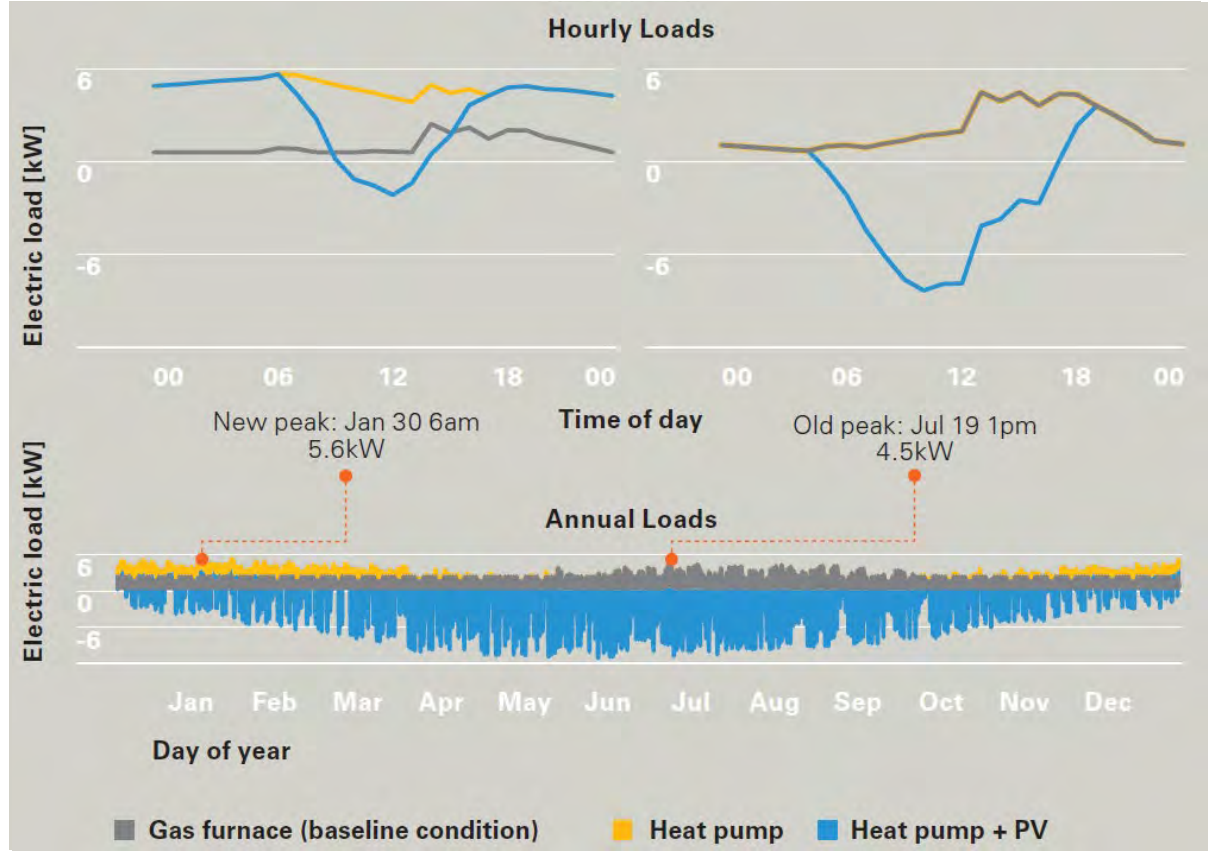 Hourly Loads
Electric load [kW]
6
0
-6
00 06 12 18 00
6
0
-6
00 06 12 18 00
Time of day
New peak: Jan 30 6am
5.6kW
Old peak: Jul 19 1pm
4.5kW
Annual Loads
Electric load [kW]
6
0
-6
Jan Feb Mar Apr May Jun Jul Aug Sep Oct Nov Dec
Day of year
Gas furnace (baseline condition) Heat pump Heat pump + PV